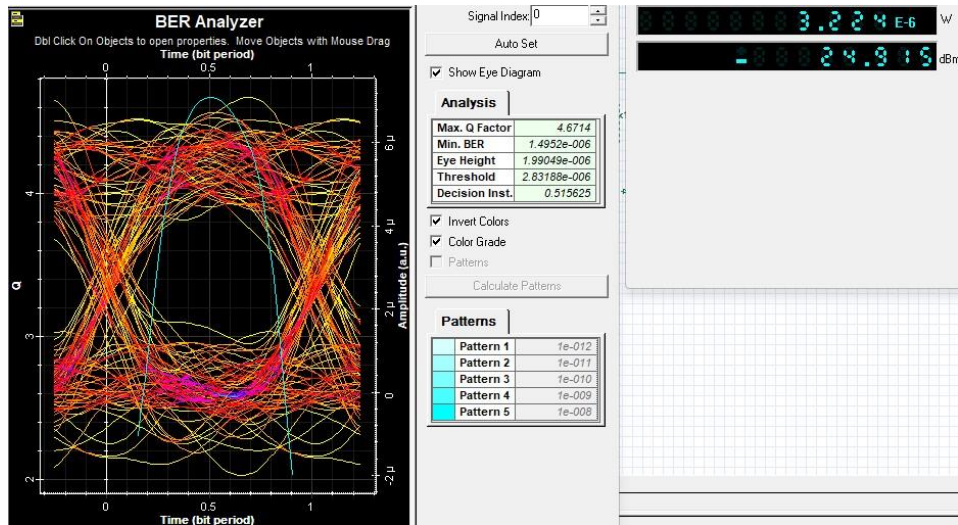 BER Analyzer
Dbl Click On Objects to open properties. Move Objects with Mouse Drag
Time (bit period)
0 0.5 1
Q
4
3
2
6 µ
4 µ
2 µ
0
-2 µ
Amplitude (a.u.)
0 0.5 1
Time (bit period)
Signal Index: 0
Auto Set
Show Eye Diagram
Analysis
Max. Q Factor 4.6714
Min. BER 1.4952e-006
Eye Height 1.99049e-006
Threshold 2.83188e-006
Decision Inst. 0.515625
Invert Colors
Color Grade
Patterns
Calculate Patterns
Patterns
Pattern 1 1e-012
Pattern 2 1e-011
Pattern 3 1e-010
Pattern 4 1e-009
Pattern 5 1e-008
3.224 E-6 W
-24.915 dBm